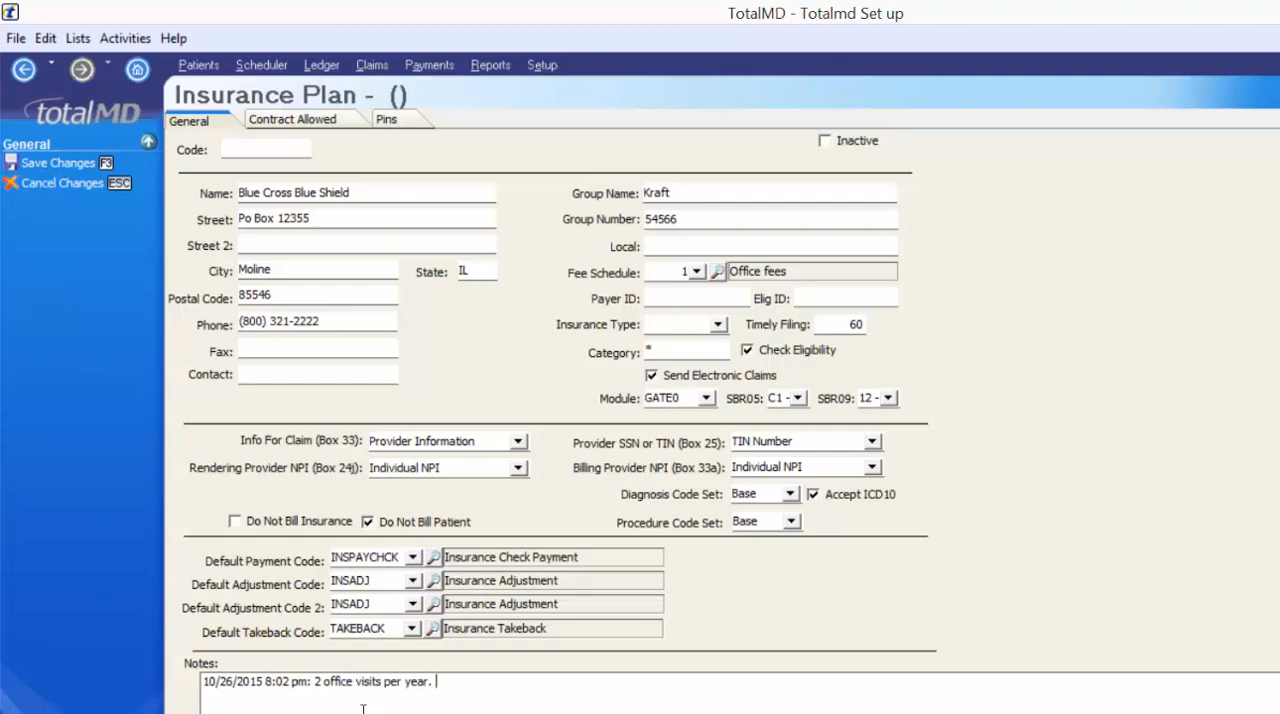 TotalMD - Totalmd Set up
File Edit Lists Activities Help
Patients Scheduler Ledger Claims Payments Reports Setup
totalMD
Insurance Plan - ()
General Contract Allowed Pins
General
Save Changes F3
Cancel Changes ESC
Code:
Inactive
Name: Blue Cross Blue Shield
Group Name: Kraft
Street: Po Box 12355
Group Number: 54566
Street 2:
Local:
City: Moline State: IL
Fee Schedule: 1 Office fees
Postal Code: 85546
Payer ID: Elig ID:
Phone: (800) 321-2222
Insurance Type: Timely Filing: 60
Fax:
Category: * Check Eligibility
Contact:
Send Electronic Claims
Module: GATE0 SBR05: C1 - SBR09: 12 -
Info For Claim (Box 33): Provider Information
Provider SSN or TIN (Box 25): TIN Number
Rendering Provider NPI (Box 24j): Individual NPI
Billing Provider NPI (Box 33a): Individual NPI
Diagnosis Code Set: Base Accept ICD10
Do Not Bill Insurance Do Not Bill Patient
Procedure Code Set: Base
Default Payment Code: INSPAYCHCK Insurance Check Payment
Default Adjustment Code: INSADJ Insurance Adjustment
Default Adjustment Code 2: INSADJ Insurance Adjustment
Default Takeback Code: TAKEBACK Insurance Takeback
Notes:
10/26/2015 8:02 pm: 2 office visits per year.